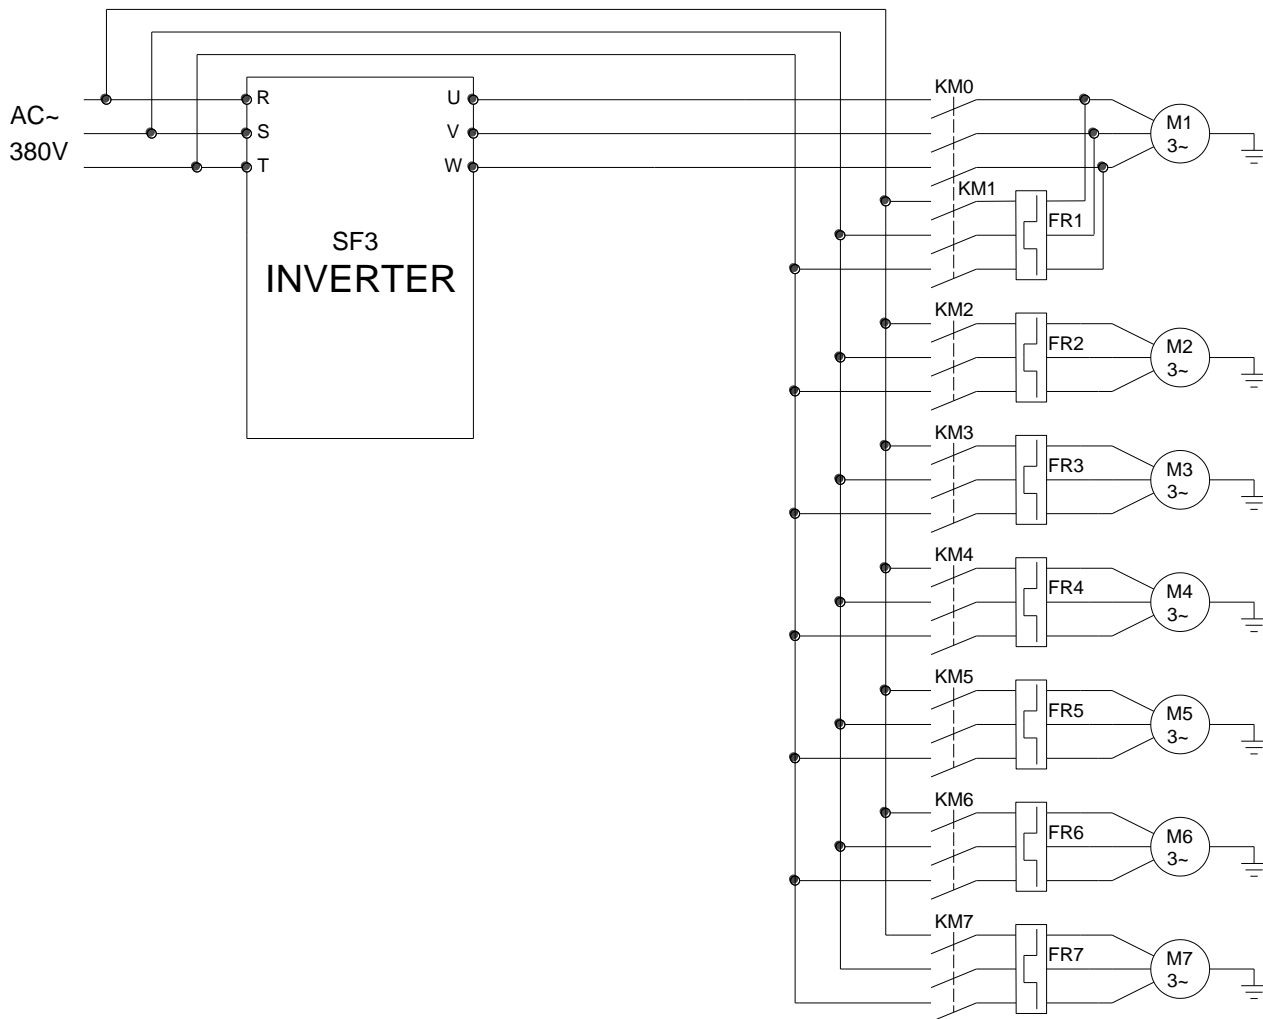 AC~
380V
R
S
T
U
V
W
SF3
INVERTER
KM0
M1
3~
KM1
FR1
KM2
FR2
M2
3~
KM3
FR3
M3
3~
KM4
FR4
M4
3~
KM5
FR5
M5
3~
KM6
FR6
M6
3~
KM7
FR7
M7
3~